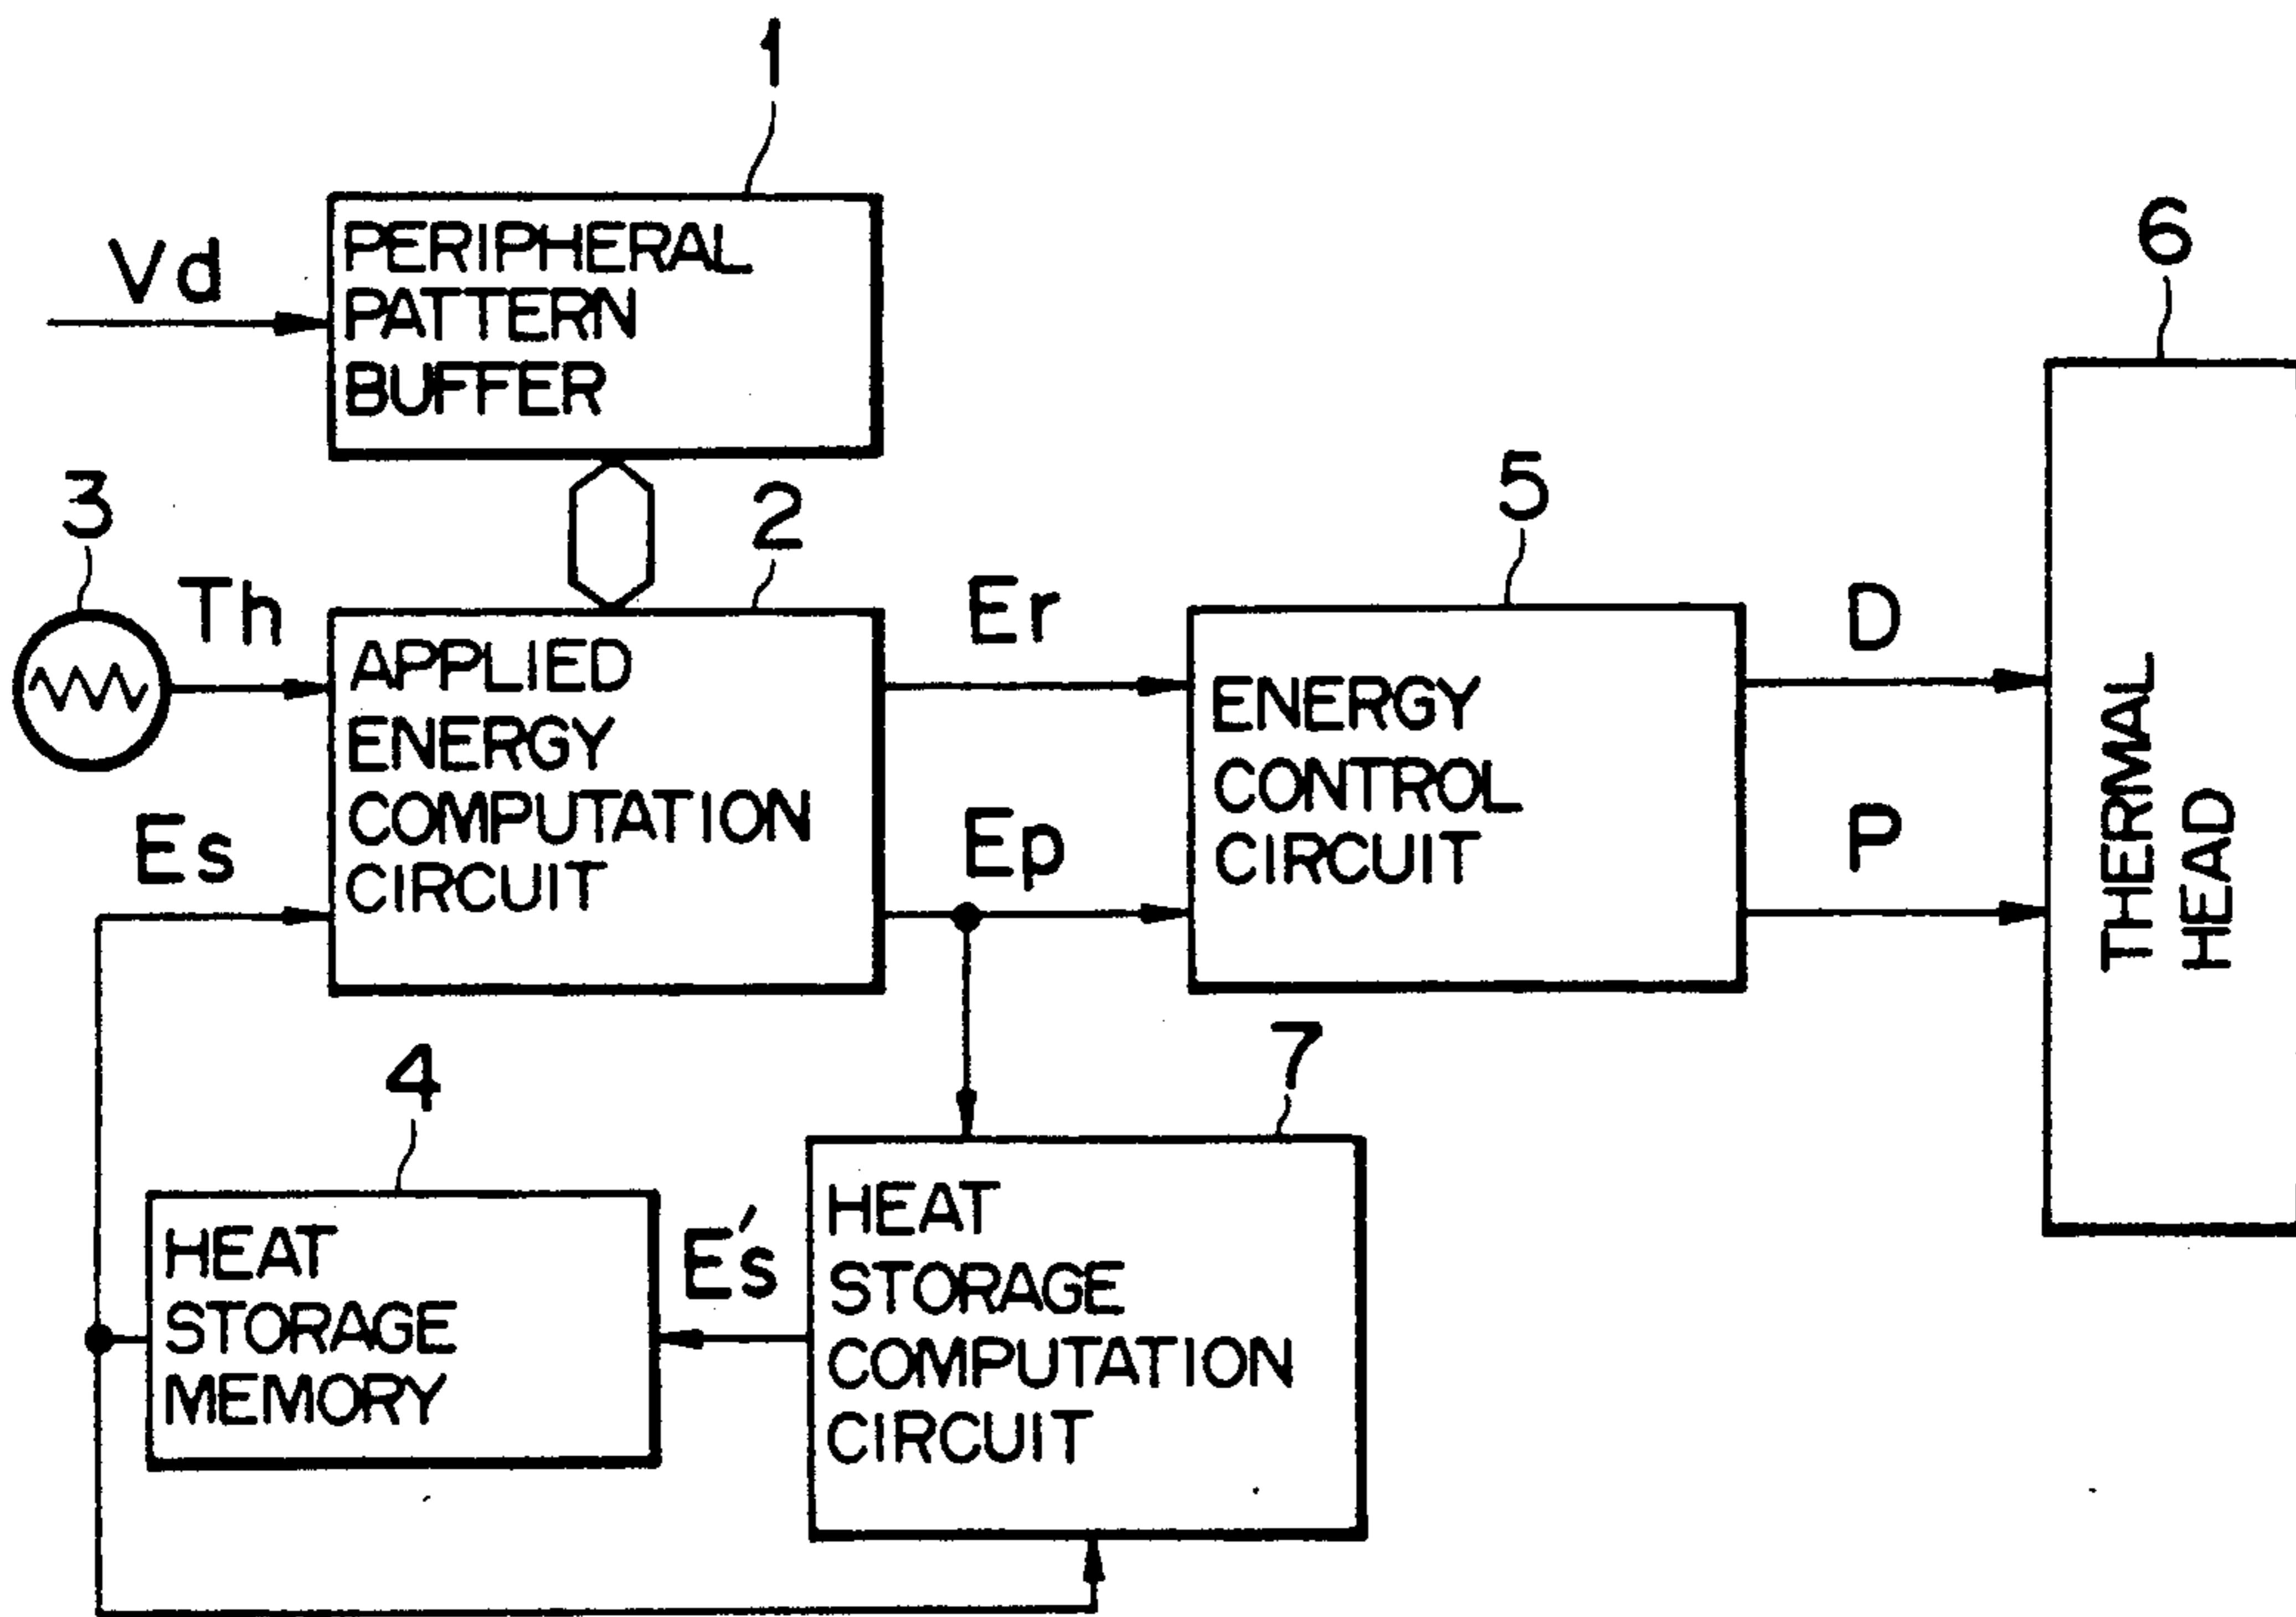 1
Vd
PERIPHERAL
PATTERN
BUFFER
3
Th
2
APPLIED
ENERGY
COMPUTATION
CIRCUIT
Es
Er
Ep
5
ENERGY
CONTROL
CIRCUIT
D
P
6
THERMAL
HEAD
4
HEAT
STORAGE
MEMORY
E's
7
HEAT
STORAGE
COMPUTATION
CIRCUIT